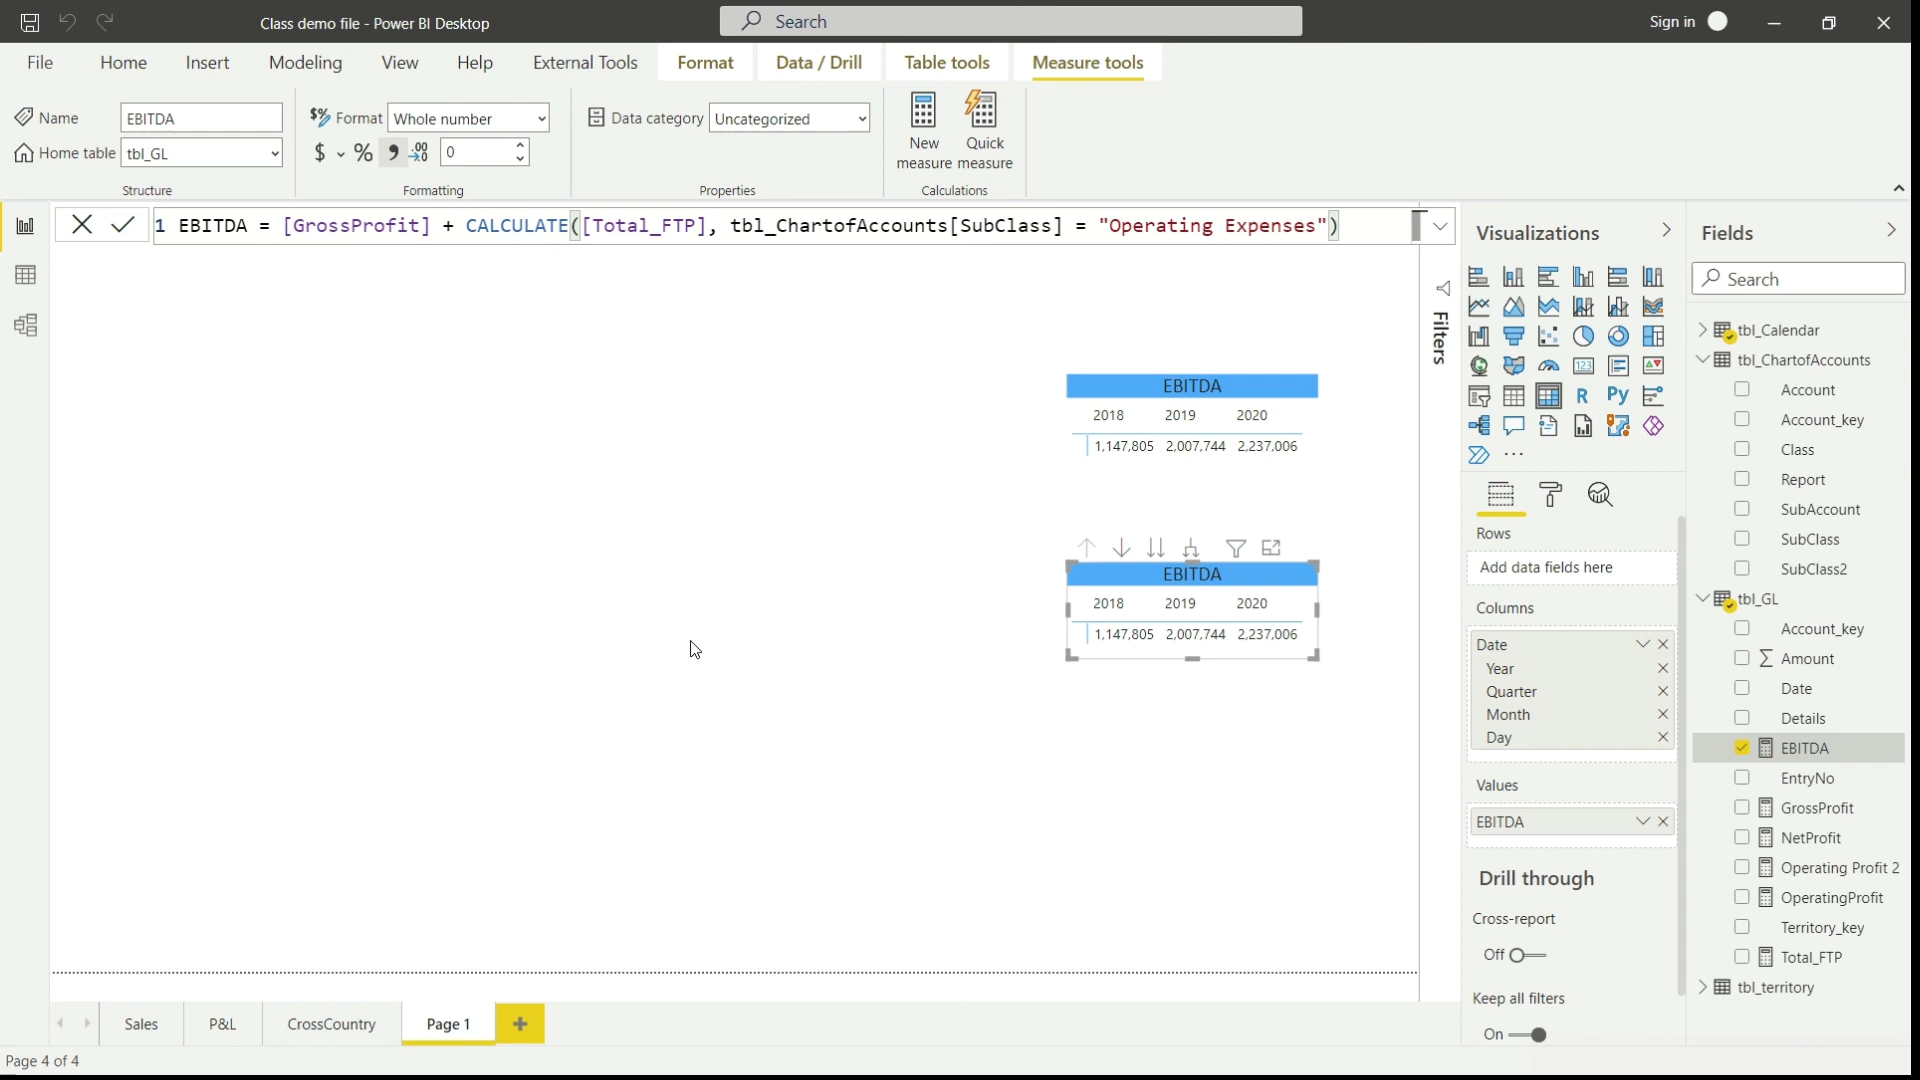 Class demo file - Power BI Desktop
Search
Sign in
File Home Insert Modeling View Help External Tools Format Data / Drill Table tools Measure tools
Name EBITDA
Home table tbl_GL
Structure
$% Format Whole number
$ % , .00 0
Formatting
Data category Uncategorized
Properties
New measure
Quick measure
Calculations
1 EBITDA = [GrossProfit] + CALCULATE([Total_FTP], tbl_ChartofAccounts[SubClass] = "Operating Expenses")
EBITDA
2018 2019 2020
1,147,805 2,007,744 2,237,006
EBITDA
2018 2019 2020
1,147,805 2,007,744 2,237,006
Filters
Visualizations
123
R
Py
...
Rows
Add data fields here
Columns
Date
Year
Quarter
Month
Day
Values
EBITDA
Drill through
Cross-report
Off
Keep all filters
On
Fields
Search
tbl_Calendar
tbl_ChartofAccounts
Account
Account_key
Class
Report
SubAccount
SubClass
SubClass2
tbl_GL
Account_key
Σ Amount
Date
Details
EBITDA
EntryNo
GrossProfit
NetProfit
Operating Profit 2
OperatingProfit
Territory_key
Total_FTP
tbl_territory
Sales P&L CrossCountry Page 1 +
Page 4 of 4